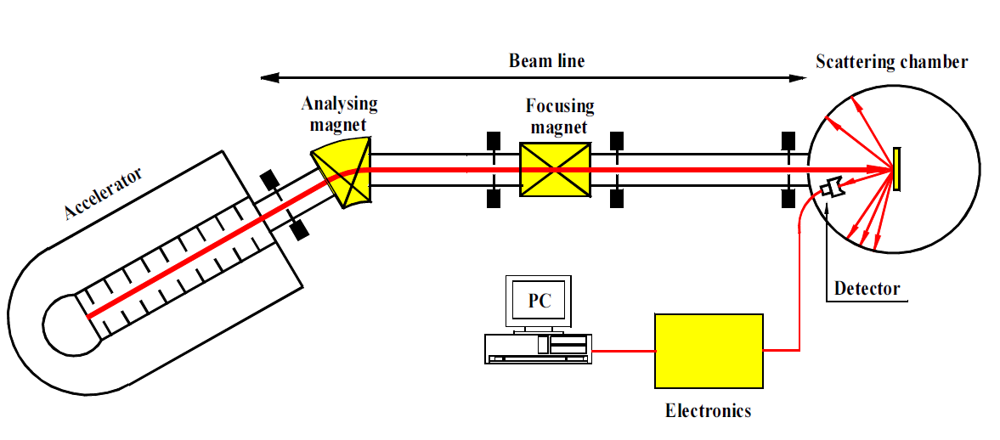 Beam line
Scattering chamber
Analysing
magnet
Focusing
magnet
Accelerator
Detector
PC
Electronics